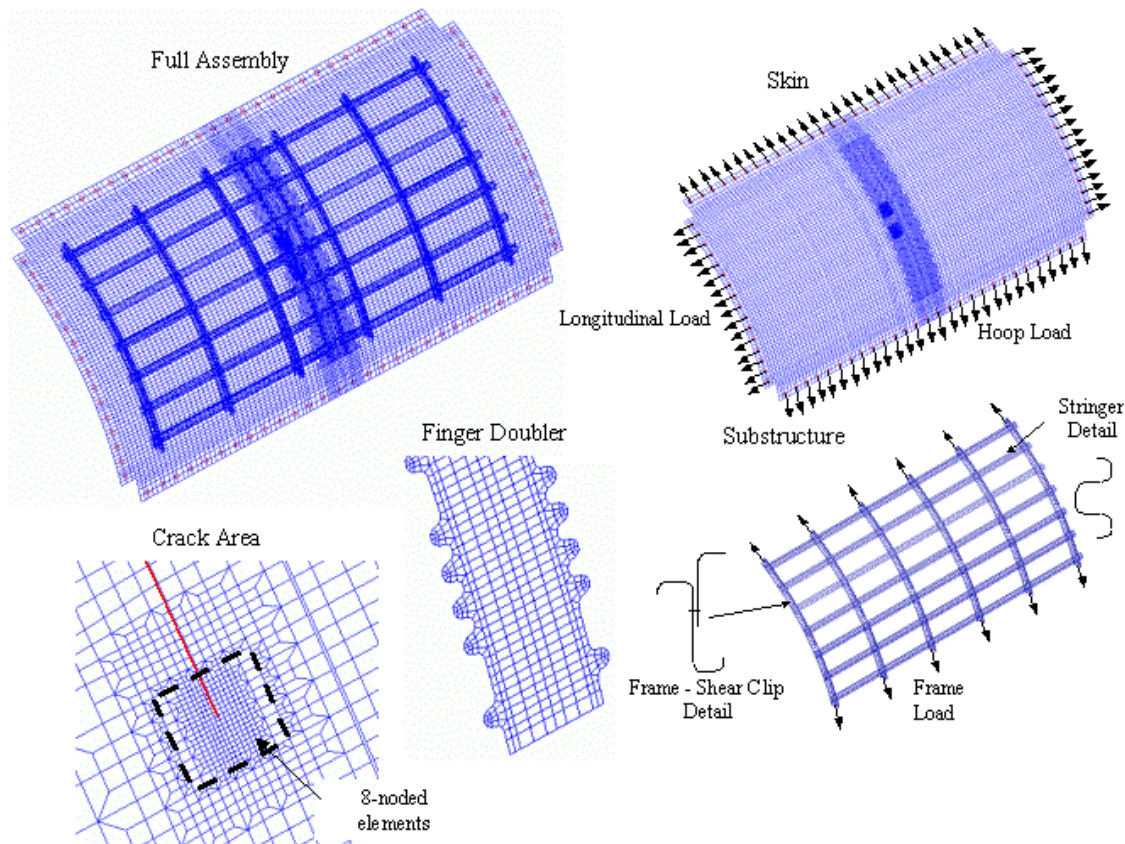 Full Assembly
Skin
Longitudinal Load
Hoop Load
Substructure
Stringer
Detail
Finger Doubler
Crack Area
Frame - Shear Clip
Detail
Frame
Load
8-noded
elements